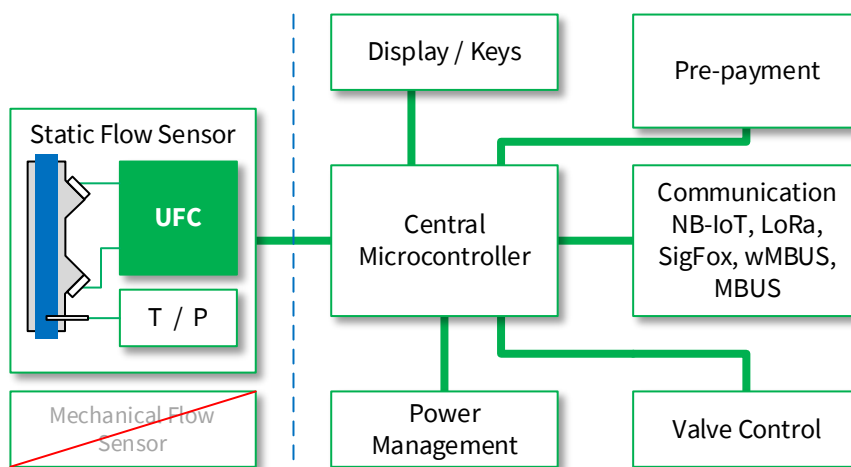 Display / Keys
Pre-payment
Static Flow Sensor
UFC
T / P
Central
Microcontroller
Communication
NB-IoT, LoRa,
SigFox, wMBUS,
MBUS
Mechanical Flow
Sensor
Power
Management
Valve Control